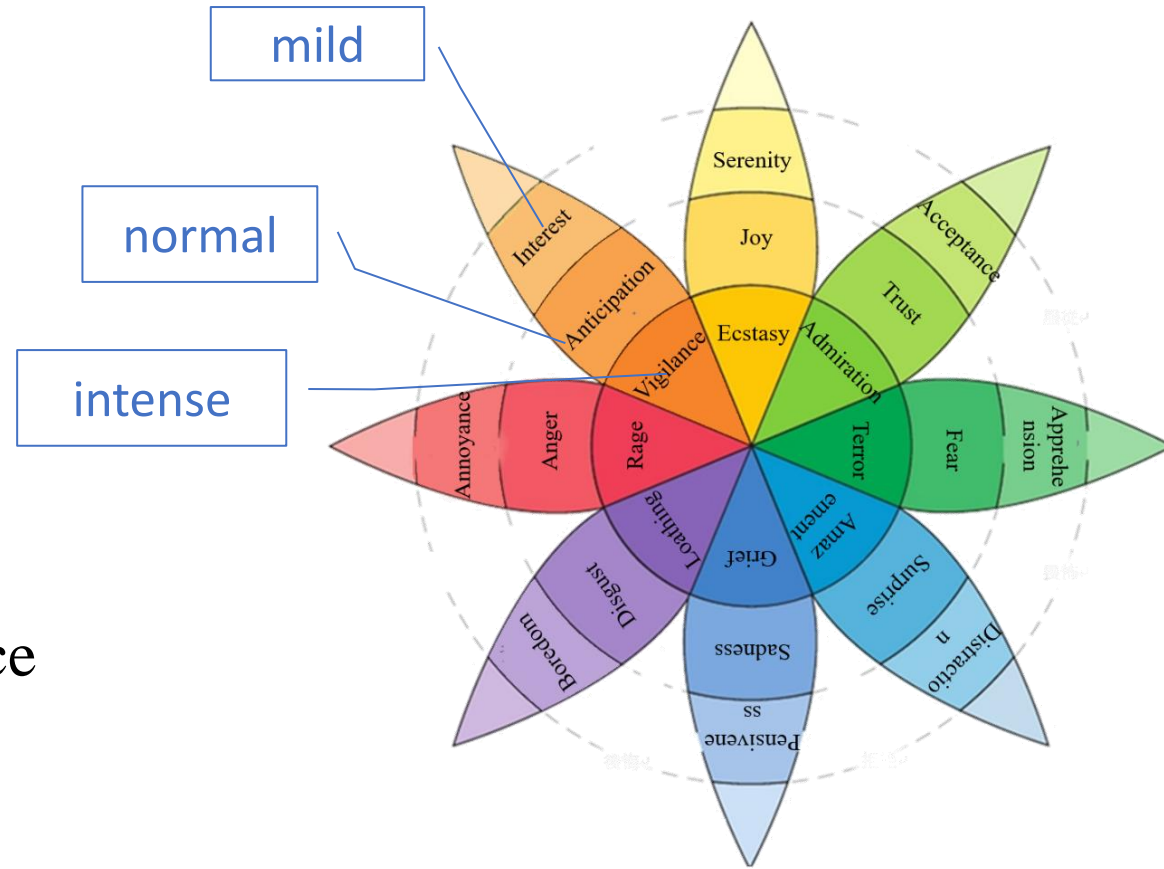 mild
normal
intense
ce
Serenity
Joy
Ecstasy
Acceptance
Trust
Admiration
Apprehe
nsion
Fear
Terror
Distractio
n
Surprise
Amaz
ement
Pensivene
ss
Sadness
Grief
Boredom
Disgust
Loathing
Annoyance
Anger
Rage
Interest
Anticipation
Vigilance